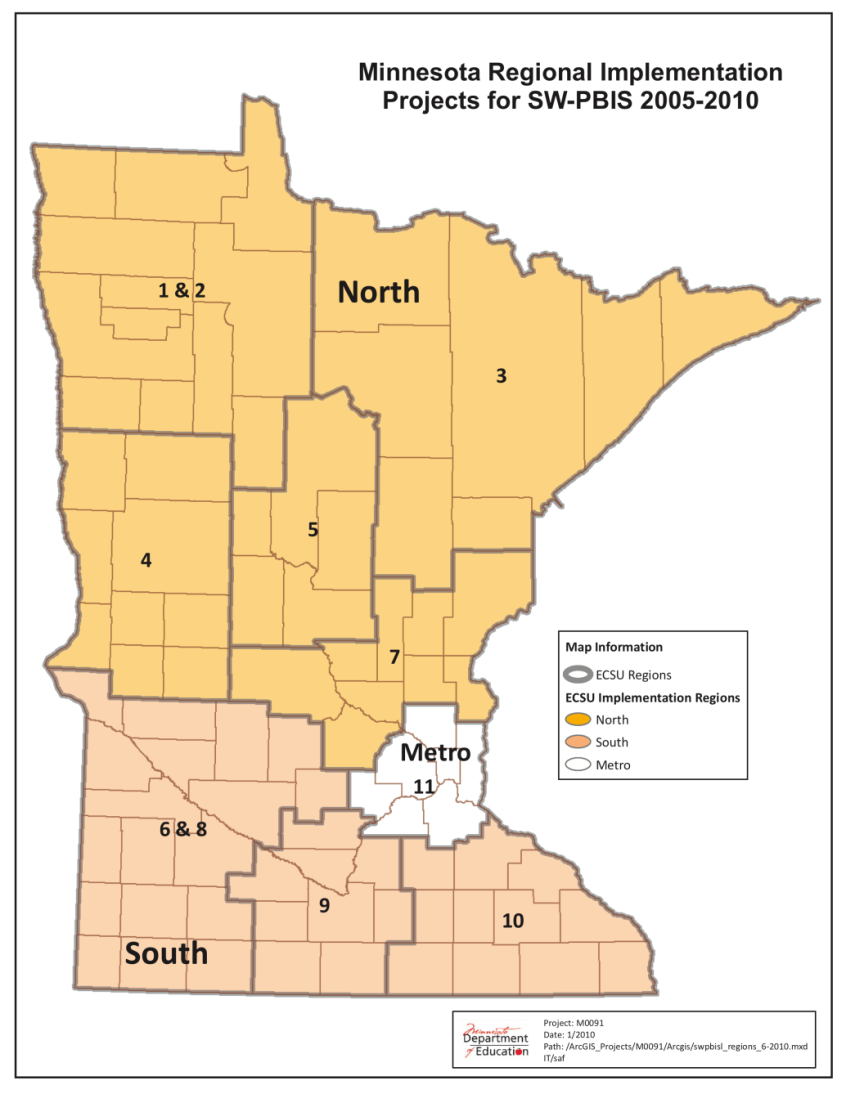 Minnesota Regional Implementation
Projects for SW-PBIS 2005-2010
1 & 2
North
3
5
4
7
Map Information
ECSU Regions
ECSU Implementation Regions
North
South
Metro
Metro
11
6 & 8
9
10
South
Minnesota
Department
of Education
Project: M0091
Date: 1/2010
Path: /ArcGIS_Projects/M0091/Arcgis/swpbisl_regions_6-2010.mxd
IT/saf